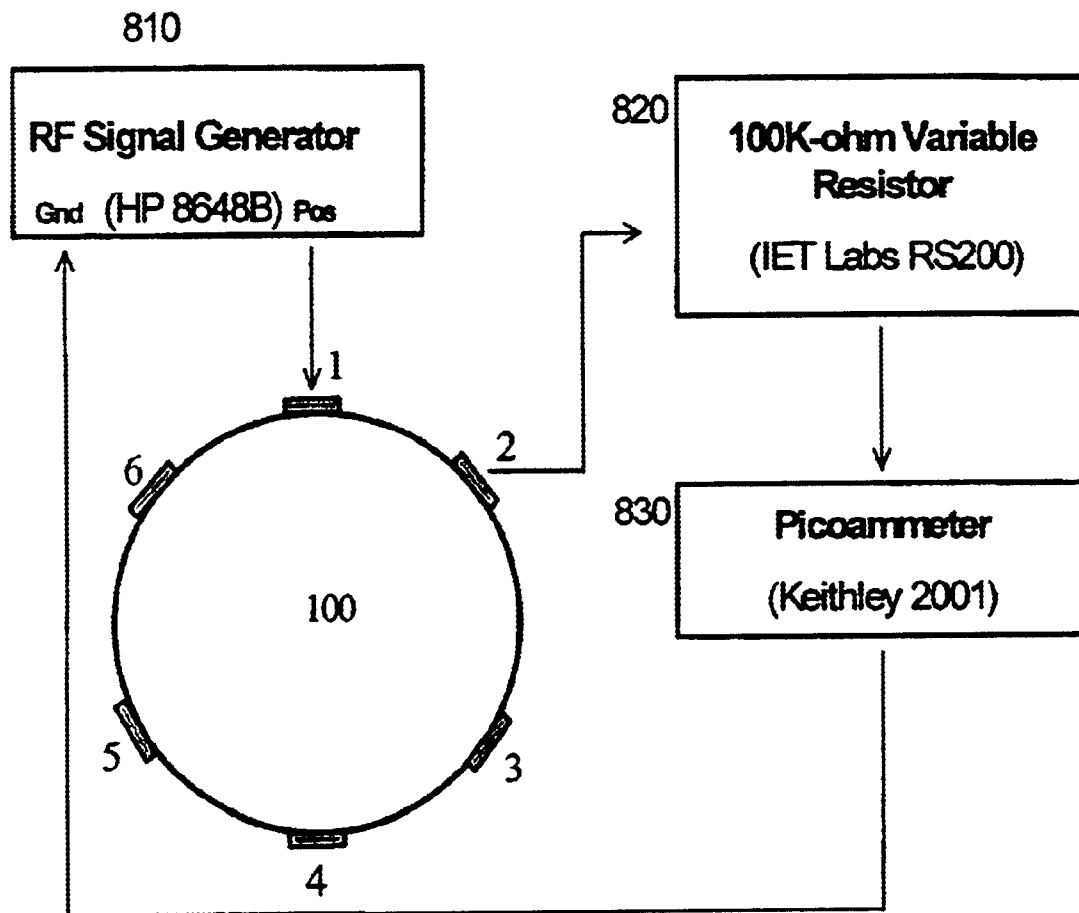 810
RF Signal Generator
Gnd (HP 8648B) Pos
820
100K-ohm Variable
Resistor
(IET Labs RS200)
1
2
6
830
Picoammeter
(Keithley 2001)
100
5
3
4